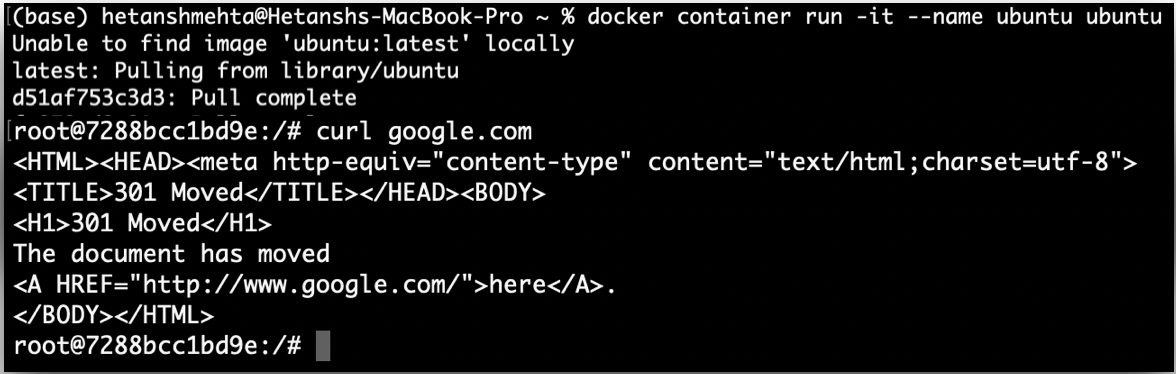 (base) hetanshmehta@Hetanshs-MacBook-Pro ~ % docker container run -it --name ubuntu ubuntu
Unable to find image 'ubuntu:latest' locally
latest: Pulling from library/ubuntu
d51af753c3d3: Pull complete
root@7288bcc1bd9e:/# curl google.com
<HTML><HEAD><meta http-equiv="content-type" content="text/html;charset=utf-8">
<TITLE>301 Moved</TITLE></HEAD><BODY>
<H1>301 Moved</H1>
The document has moved
<A HREF="http://www.google.com/">here</A>.
</BODY></HTML>
root@7288bcc1bd9e:/#